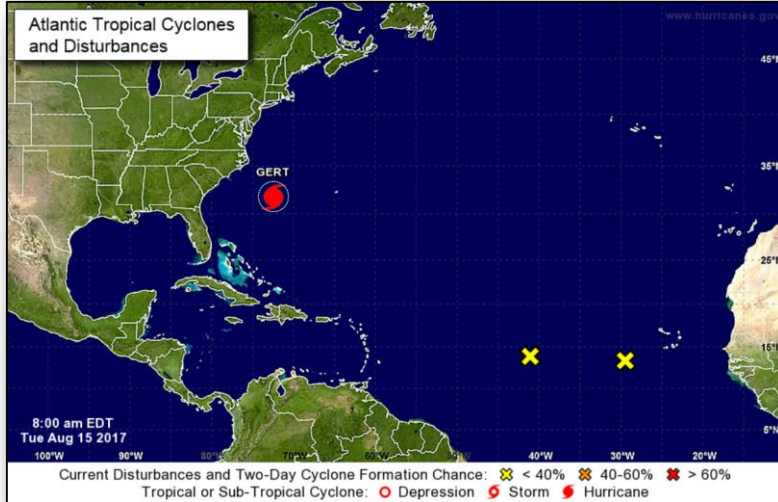 Atlantic Tropical Cyclones
and Disturbances
www.hurricanes.gov
45°N
GERT
35°N
25°N
15°N
8:00 am EDT
Tue Aug 15 2017
100°W 90°W 80°W 70°W 60°W 50°W 40°W 30°W 20°W
Current Disturbances and Two-Day Cyclone Formation Chance: < 40% 40-60% > 60%
Tropical or Sub-Tropical Cyclone: Depression Storm Hurricane